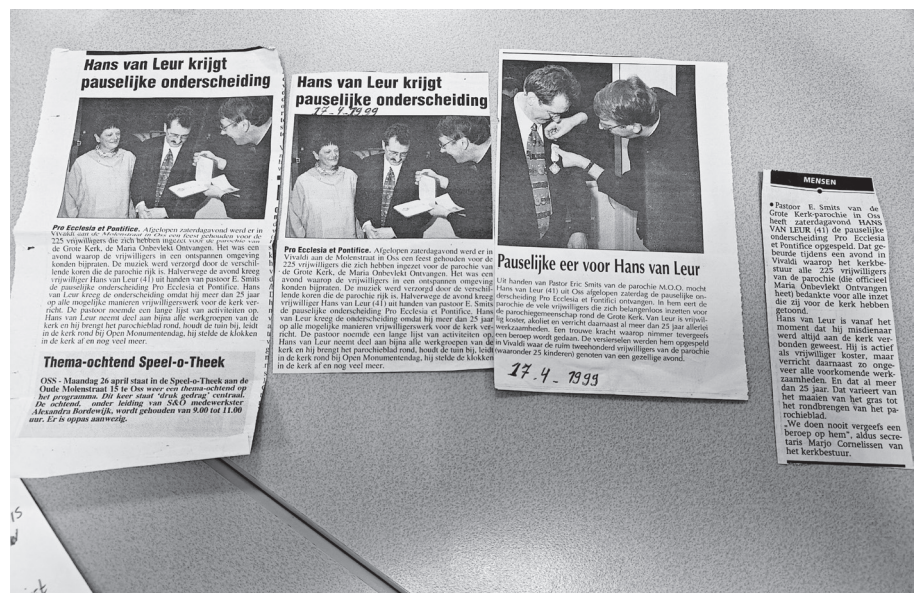 Hans van Leur krijgt
pauselijke onderscheiding
Pro Ecclesia et Pontifice. Afgelopen zaterdagavond werd er in
Vivaldi aan de Molenstraat in Oss een feest gehouden voor de
225 vrijwilligers die zich hebben ingezet voor de parochie van
de Grote Kerk, de Maria Onbevlekt Ontvangen. Het was een
avond waarop de vrijwilligers in een ontspannen omgeving
konden bijpraten. De muziek werd verzorgd door de verschil-
lende koren die de parochie rijk is. Halverwege de avond kreeg
vrijwilliger Hans van Leur (41) uit handen van pastoor E. Smits
de pauselijke onderscheiding Pro Ecclesia et Pontifice. Hans
van Leur kreeg de onderscheiding omdat hij meer dan 25 jaar
op alle mogelijke manieren vrijwilligerswerk voor de kerk ver-
richt. De pastoor noemde een lange lijst van activiteiten op.
Hans van Leur neemt deel aan bijna alle werkgroepen van de
kerk en hij brengt het parochieblad rond, houdt de tuin bij, leidt
in de kerk rond bij Open Monumentendag, hij stelde de klokken
in de kerk af en nog veel meer.
Thema-ochtend Speel-o-Theek
OSS - Maandag 26 april staat in de Speel-o-Theek aan de
Oude Molenstraat 15 te Oss weer een thema-ochtend op
het programma. Dit keer staat 'druk gedrag' centraal.
De ochtend, onder leiding van S&O medewerkster
Alexandra Bordewijk, wordt gehouden van 9.00 tot 11.00
uur. Er is oppas aanwezig.
Hans van Leur krijgt
pauselijke onderscheiding
17-4-1999
Pro Ecclesia et Pontifice. Afgelopen zaterdagavond werd er in
Vivaldi aan de Molenstraat in Oss een feest gehouden voor de
225 vrijwilligers die zich hebben ingezet voor de parochie van
de Grote Kerk, de Maria Onbevlekt Ontvangen. Het was een
avond waarop de vrijwilligers in een ontspannen omgeving
konden bijpraten. De muziek werd verzorgd door de verschil-
lende koren die de parochie rijk is. Halverwege de avond kreeg
vrijwilliger Hans van Leur (41) uit handen van pastoor E. Smits
de pauselijke onderscheiding Pro Ecclesia et Pontifice. Hans
van Leur kreeg de onderscheiding omdat hij meer dan 25 jaar
op alle mogelijke manieren vrijwilligerswerk voor de kerk ver-
richt. De pastoor noemde een lange lijst van activiteiten op.
Hans van Leur neemt deel aan bijna alle werkgroepen van de
kerk en hij brengt het parochieblad rond, houdt de tuin bij, leidt
in de kerk rond bij Open Monumentendag, hij stelde de klokken
in de kerk af en nog veel meer.
Pauselijke eer voor Hans van Leur
Uit handen van Pastor Eric Smits van de parochie M.O.O. mocht
Hans van Leur (41) uit Oss afgelopen zaterdag de pauselijke on-
derscheiding Pro Ecclesia et Pontifici ontvangen. In hem eert de
parochie de vele vrijwilligers die zich belangenloos inzetten voor
de parochiegemeenschap rond de Grote Kerk. Van Leur is vrijwil-
lig koster, akoliet en verricht daarnaast al meer dan 25 jaar allerlei
werkzaamheden. Een trouwe kracht waarop nimmer tevergeefs
een beroep wordt gedaan. De versierselen werden hem opgespeld
in Vivaldi waar de ruim tweehonderd vrijwilligers van de parochie
(waaronder 25 kinderen) genoten van een gezellige avond.
17-4-1999
MENSEN
• Pastoor E. Smits van de
Grote Kerk-parochie in Oss
heeft zaterdagavond HANS
VAN LEUR (41) de pauselijke
onderscheiding Pro Ecclesia
et Pontifice opgespeld. Dat ge-
beurde tijdens een avond in
Vivaldi waarop het kerkbe-
stuur alle 225 vrijwilligers
van de parochie (die officieel
Maria Onbevlekt Ontvangen
heet) bedankte voor alle inzet
die zij voor de kerk hebben
getoond.
Hans van Leur is vanaf het
moment dat hij misdienaar
werd altijd aan de kerk ver-
bonden geweest. Hij is actief
als vrijwilliger koster, maar
verricht daarnaast zo onge-
veer alle voorkomende werk-
zaamheden. En dat al meer
dan 25 jaar. Dat varieert van
het maaien van het gras tot
het rondbrengen van het pa-
rochieblad.
„We doen nooit vergeefs een
beroep op hem", aldus secre-
taris Marjo Cornelissen van
het kerkbestuur.